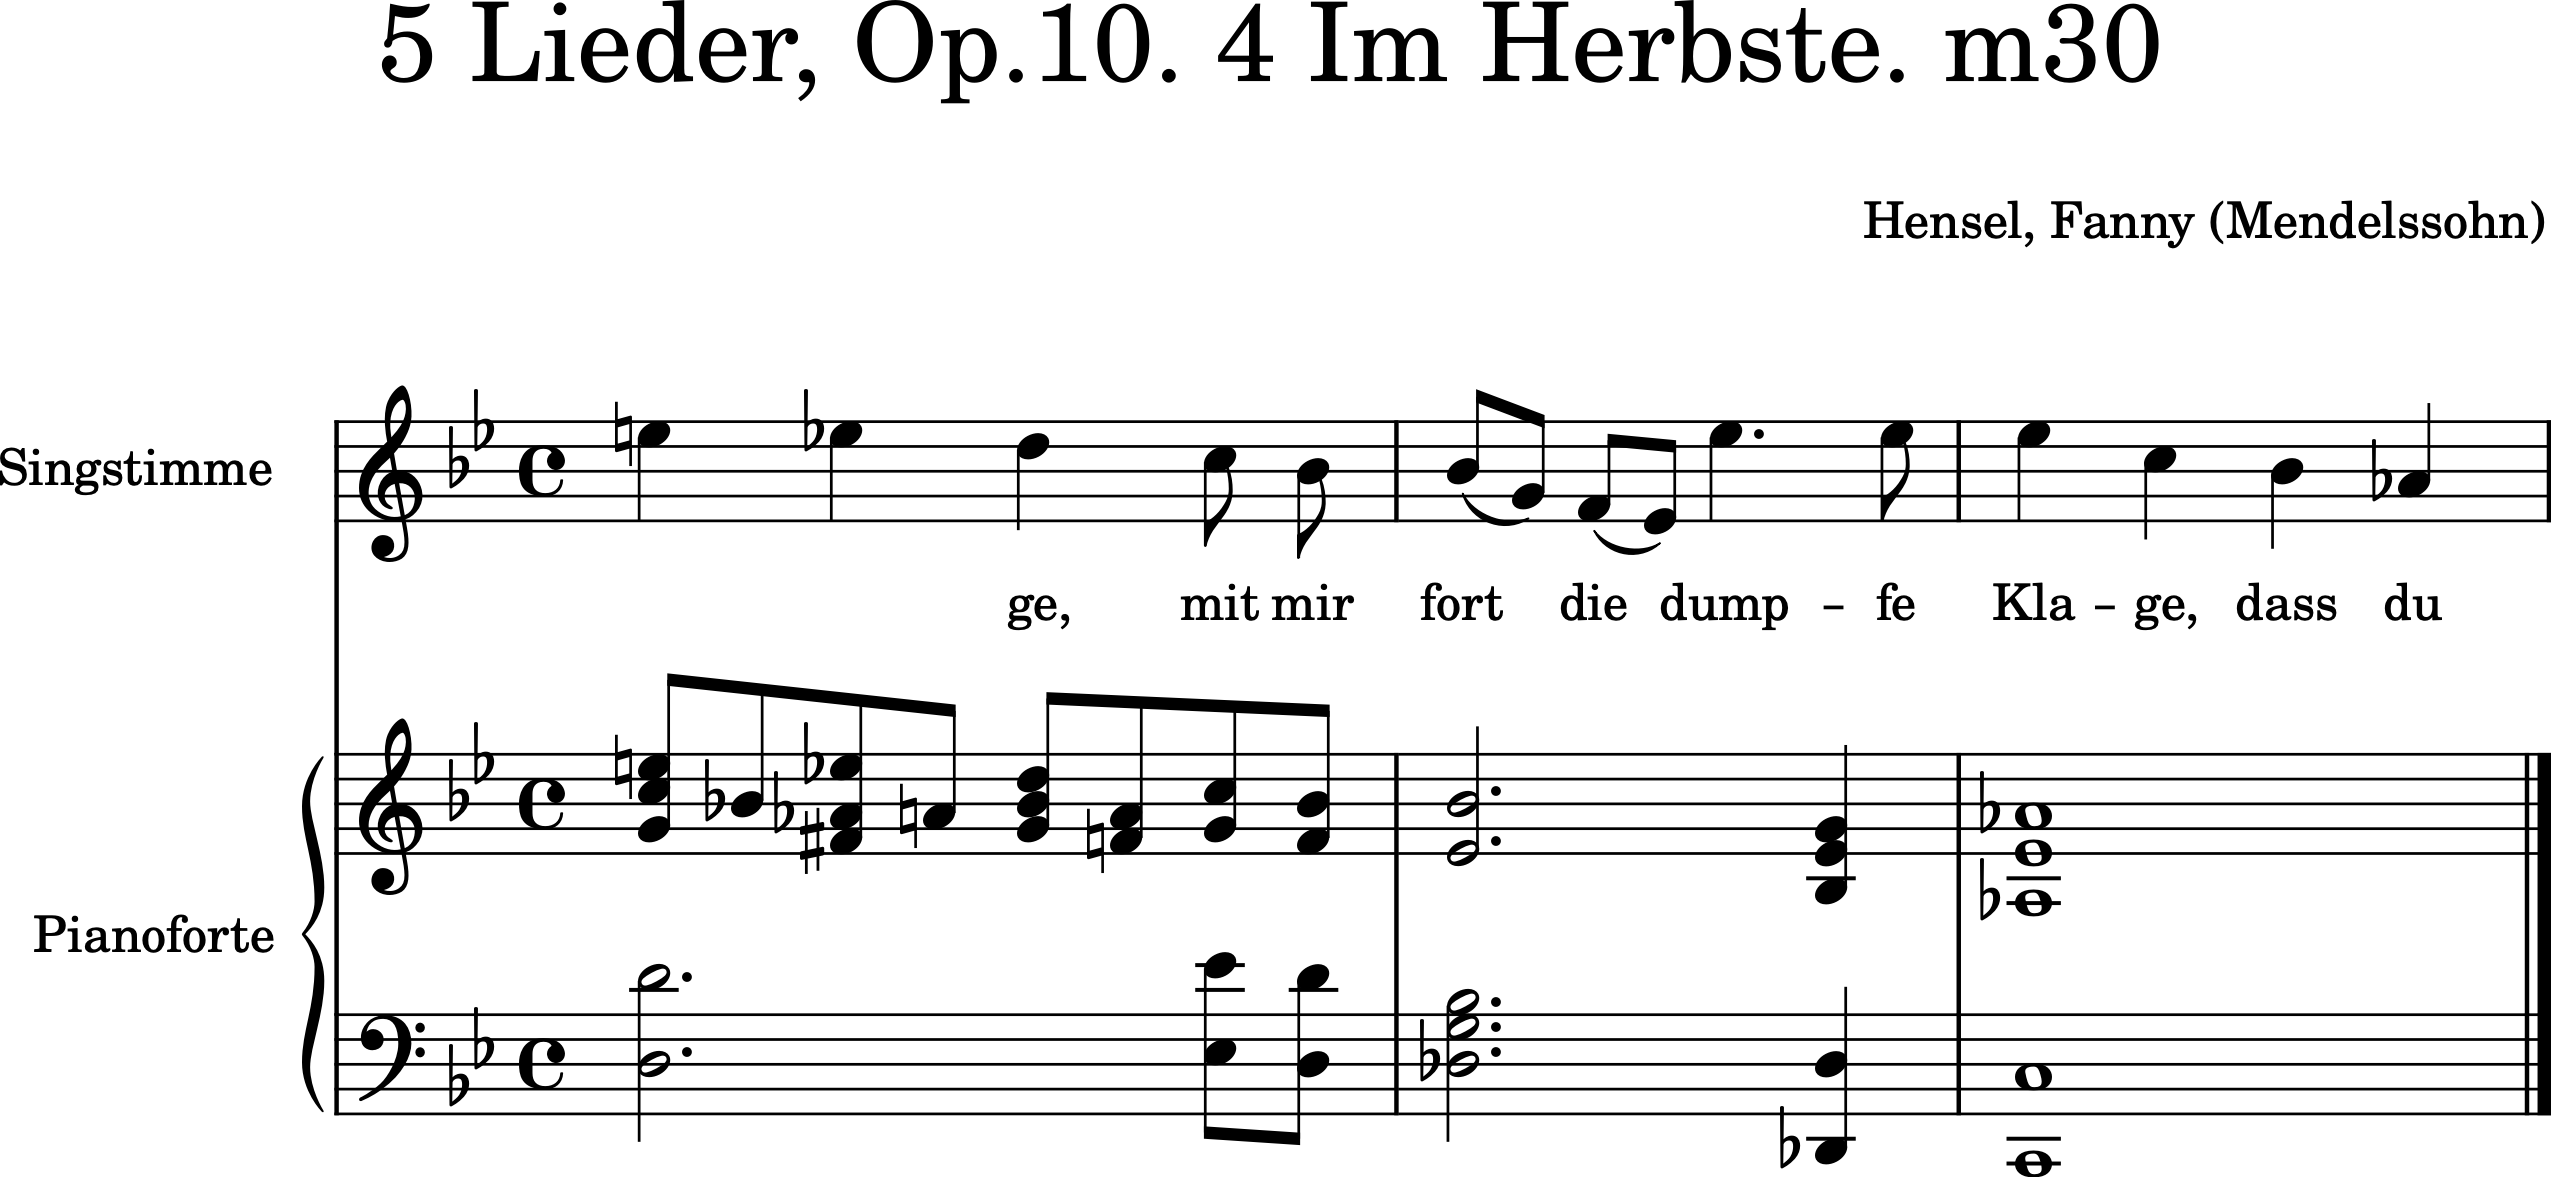 5 Lieder, Op.10. 4 Im Herbste. m30
Hensel, Fanny (Mendelssohn)
Singstimme
ge, mit mir fort die dump – fe Kla – ge, dass du
Pianoforte